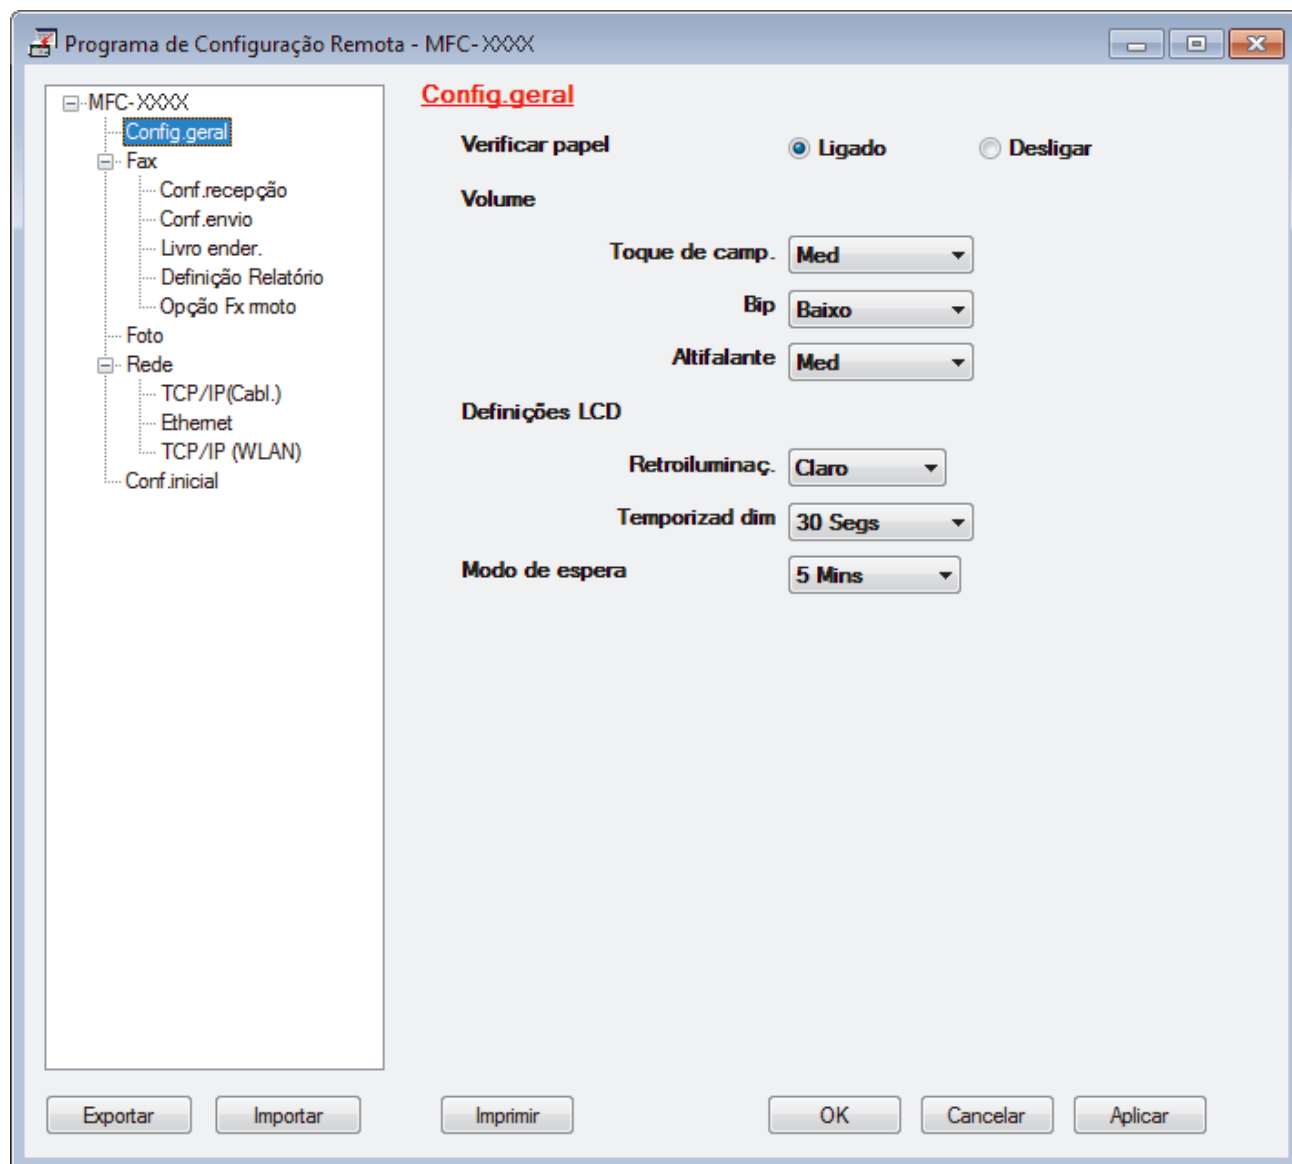 Programa de Configuração Remota - MFC-XXXX
MFC-XXXX
Config.geral
Fax
Conf.recepção
Conf.envio
Livro ender.
Definição Relatório
Opção Fx rmoto
Foto
Rede
TCP/IP(Cabl.)
Ethernet
TCP/IP (WLAN)
Conf.inicial
Config.geral
Verificar papel Ligado Desligar
Volume
Toque de camp. Med
Bip Baixo
Altifalante Med
Definições LCD
Retroiluminaç. Claro
Temporizad dim 30 Segs
Modo de espera 5 Mins
Exportar Importar Imprimir OK Cancelar Aplicar